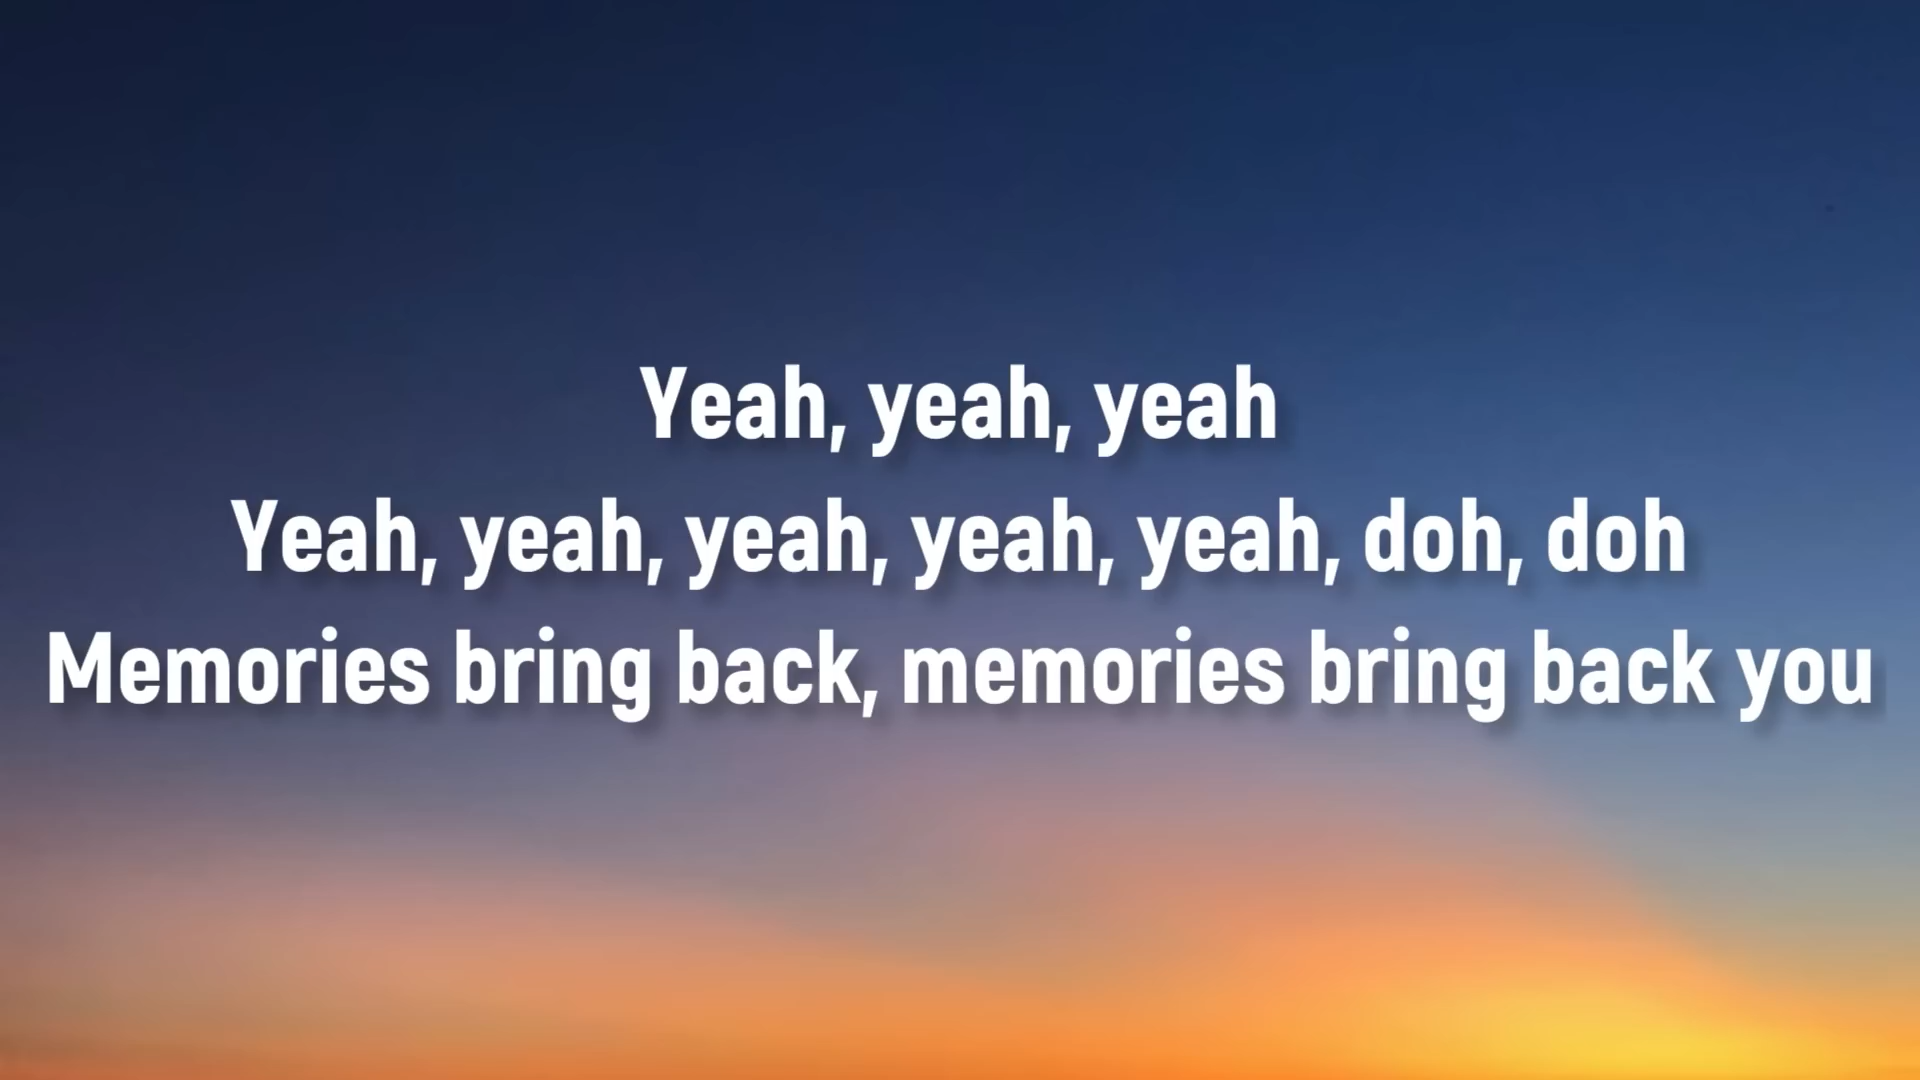 Yeah, yeah, yeah
Yeah, yeah, yeah, yeah, yeah, doh, doh
Memories bring back, memories bring back you